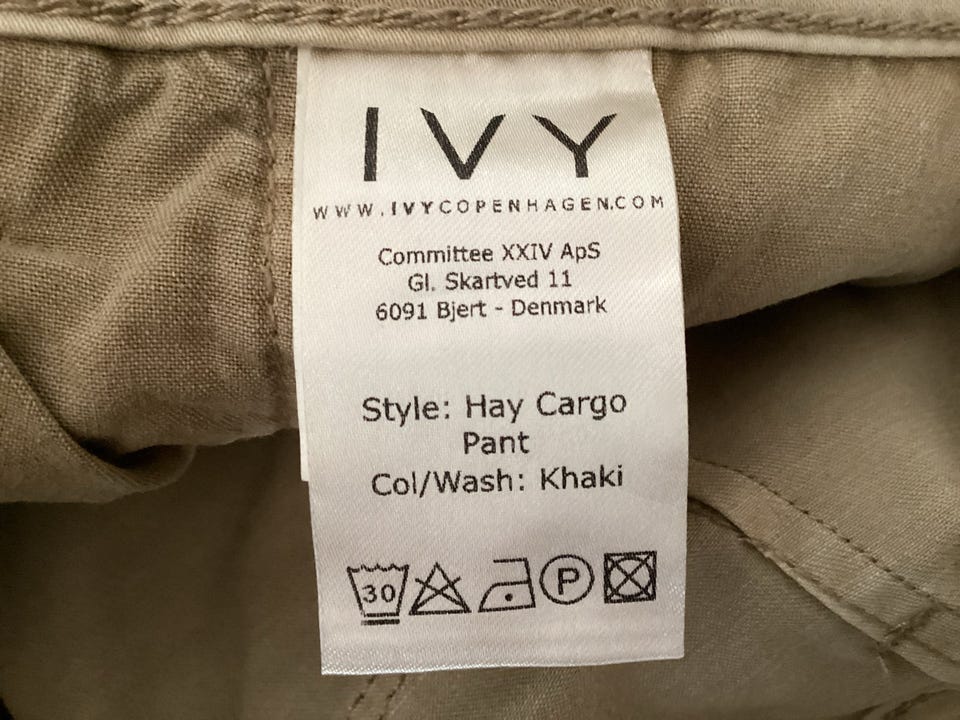 IVY
WWW.IVYCOPENHAGEN.COM
Committee XXIV ApS
Gl. Skartved 11
6091 Bjert - Denmark
Style: Hay Cargo
Pant
Col/Wash: Khaki
30 P